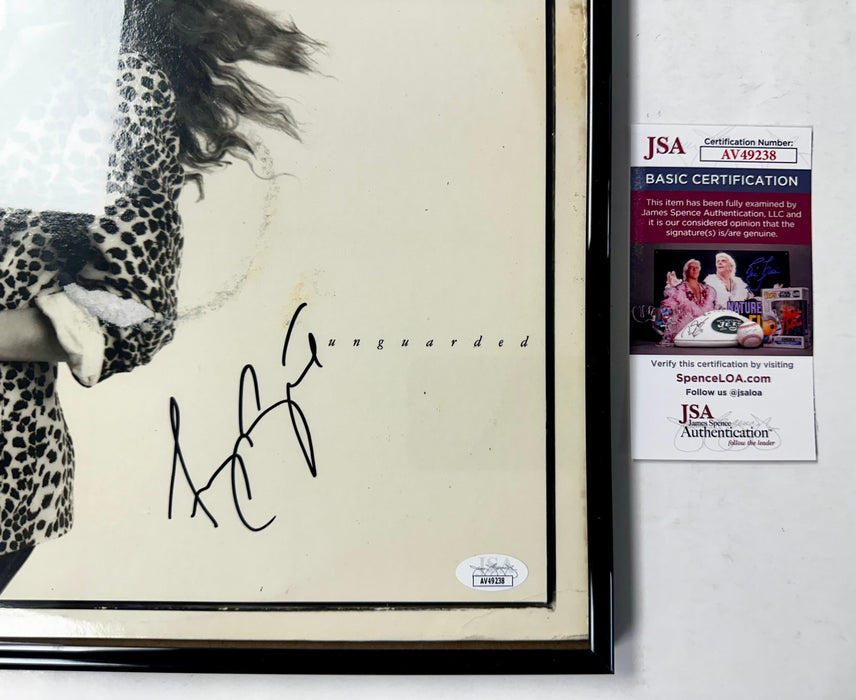 unguarded
JSA
AV49238
JSA
Certification Number:
AV49238
BASIC CERTIFICATION
This item has been fully examined by
James Spence Authentication, LLC and
it is our considered opinion that the
signature(s) is/are genuine.
NATURE
JETS
Verify this certification by visiting
SpenceLOA.com
Follow us @jsaloa
JSA
James Spence
Authentication
follow the leader